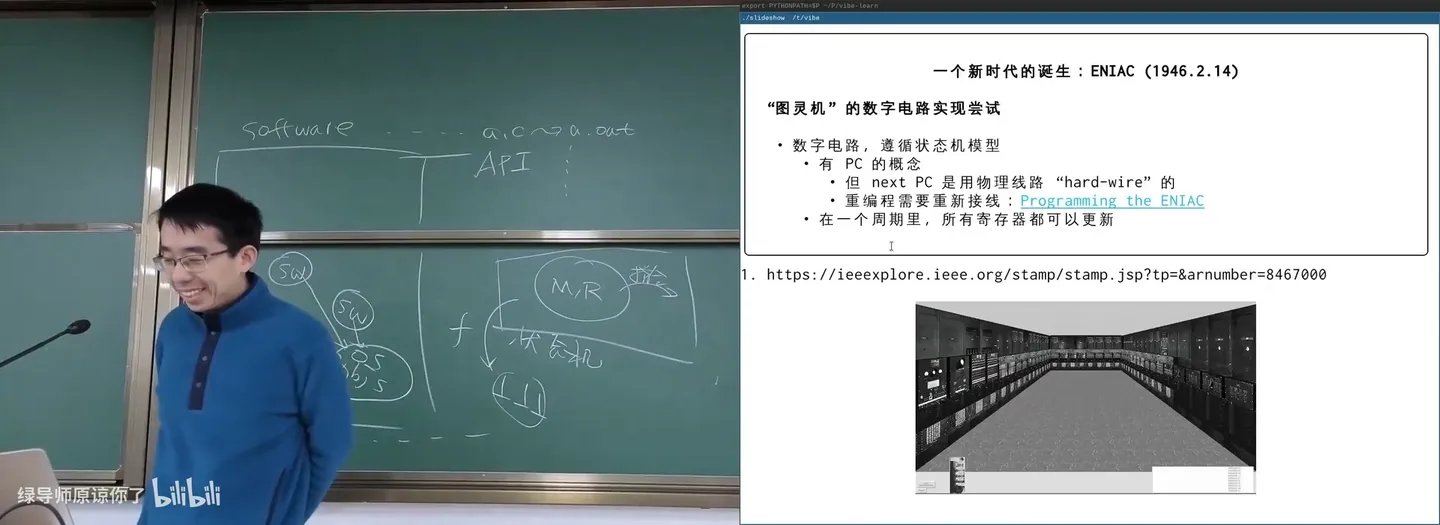 software - - - - a.c → a.out
API
sw
sw
OS
objs
M,R
f
状态机
绿导师原谅你了 bilibili
export PYTHONPATH=$P ~/P/vibe-learn
./slideshow /t/vibe
一个新时代的诞生：ENIAC (1946.2.14)
“图灵机”的数字电路实现尝试
• 数字电路，遵循状态机模型
• 有 PC 的概念
• 但 next PC 是用物理线路 “hard-wire” 的
• 重编程需要重新接线：Programming the ENIAC
• 在一个周期里，所有寄存器都可以更新
1. https://ieeexplore.ieee.org/stamp/stamp.jsp?tp=&arnumber=8467000